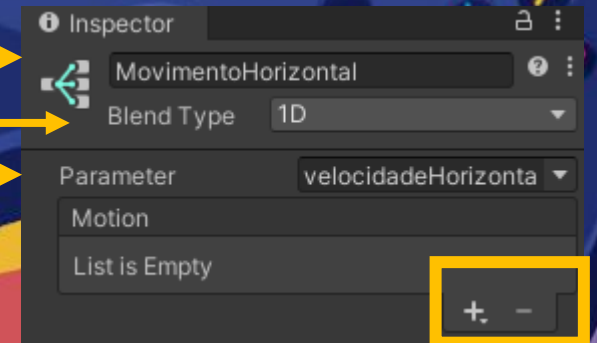 Inspector
MovimentoHorizontal
Blend Type 1D
Parameter velocidadeHorizonta
Motion
List is Empty
+ −